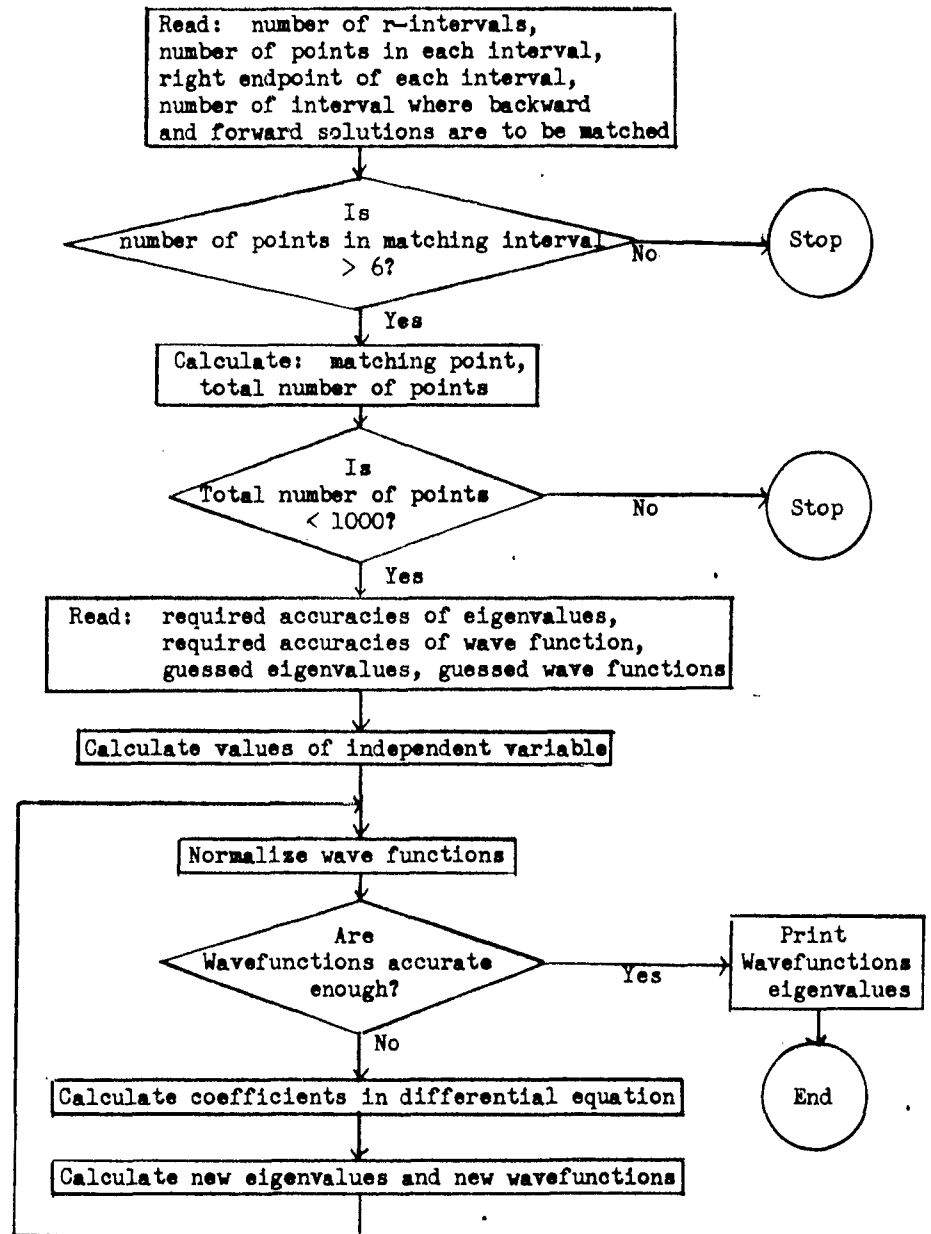 Read: number of r-intervals,
number of points in each interval,
right endpoint of each interval,
number of interval where backward
and forward solutions are to be matched
Is
number of points in matching interval
> 6?
No
Stop
Yes
Calculate: matching point,
total number of points
Is
Total number of points
< 1000?
No
Stop
Yes
Read: required accuracies of eigenvalues,
required accuracies of wave function,
guessed eigenvalues, guessed wave functions
Calculate values of independent variable
Normalize wave functions
Are
Wavefunctions accurate
enough?
Yes
Print
Wavefunctions
eigenvalues
No
End
Calculate coefficients in differential equation
Calculate new eigenvalues and new wavefunctions